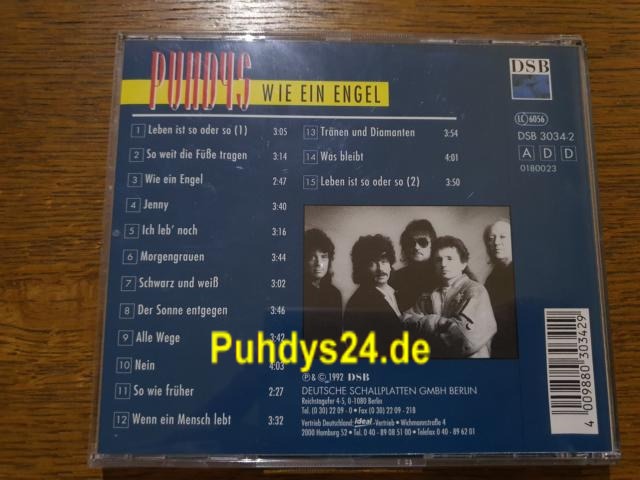 PUHDYS WIE EIN ENGEL
1 Leben ist so oder so (1) 3:05
2 So weit die Füße tragen 3:14
3 Wie ein Engel 2:47
4 Jenny 3:40
5 Ich leb' noch 3:16
6 Morgengrauen 3:44
7 Schwarz und weiß 3:02
8 Der Sonne entgegen 3:46
9 Alle Wege 3:42
10 Nein 4:03
11 So wie früher 2:27
12 Wenn ein Mensch lebt 3:32
13 Tränen und Diamanten 3:54
14 Was bleibt 4:01
15 Leben ist so oder so (2) 3:50
DSB
LC 6056
DSB 3034-2
A D D
0180023
Puhdys24.de
℗ & © 1992 DSB
DEUTSCHE SCHALLPLATTEN GMBH BERLIN
Reichstagufer 4-5, O-1080 Berlin
Tel. (0 30) 22 09 - 0 • Fax (0 30) 22 09 - 218
Vertrieb Deutschland: Ideal-Vertrieb • Wichmannstraße 4
2000 Hamburg 52 • Tel. 0 40 - 89 08 51 00 • Telefax 0 40 - 89 62 01
4 009880 303429